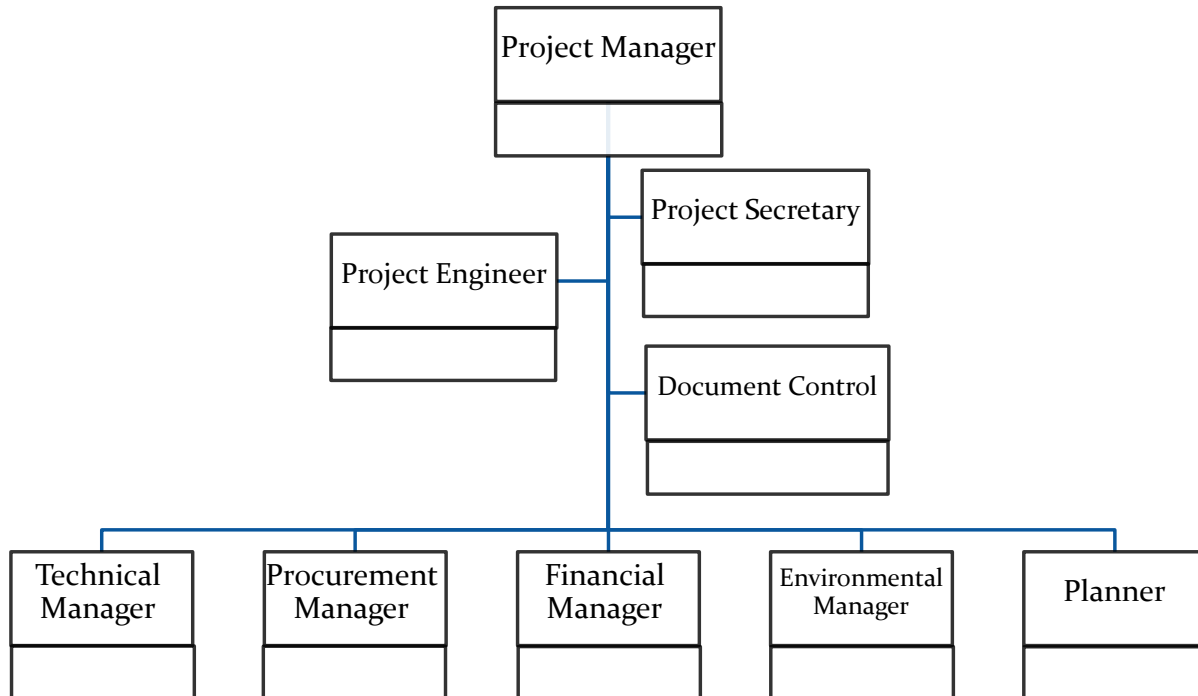 Project Manager
Project Secretary
Project Engineer
Document Control
Technical
Manager
Procurement
Manager
Financial
Manager
Environmental
Manager
Planner